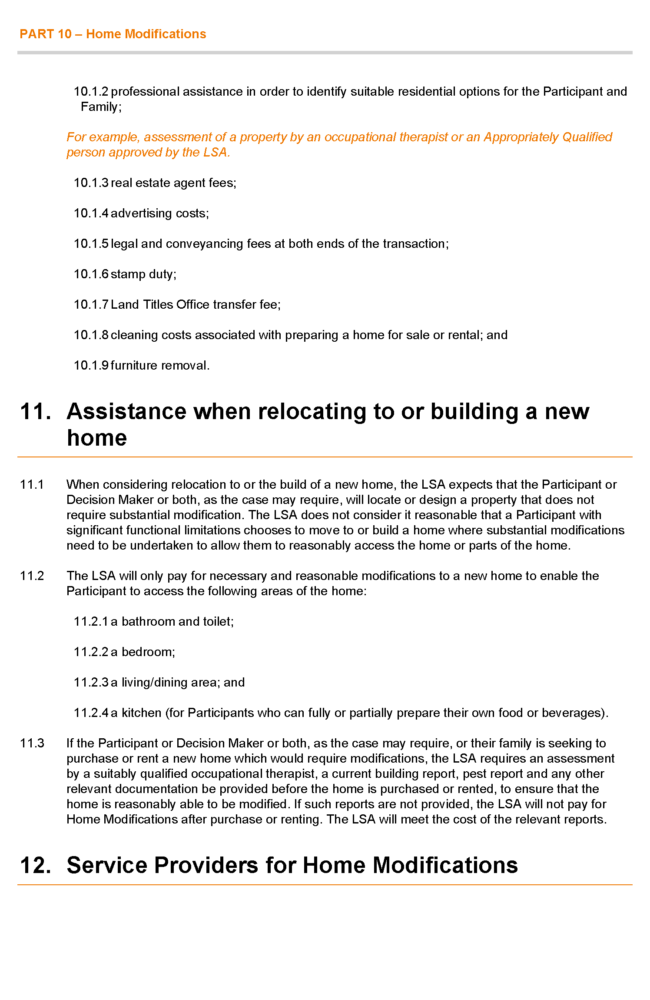 PART 10 – Home Modifications
10.1.2 professional assistance in order to identify suitable residential options for the Participant and
Family;
For example, assessment of a property by an occupational therapist or an Appropriately Qualified
person approved by the LSA.
10.1.3 real estate agent fees;
10.1.4 advertising costs;
10.1.5 legal and conveyancing fees at both ends of the transaction;
10.1.6 stamp duty;
10.1.7 Land Titles Office transfer fee;
10.1.8 cleaning costs associated with preparing a home for sale or rental; and
10.1.9 furniture removal.
11. Assistance when relocating to or building a new
home
11.1 When considering relocation to or the build of a new home, the LSA expects that the Participant or
Decision Maker or both, as the case may require, will locate or design a property that does not
require substantial modification. The LSA does not consider it reasonable that a Participant with
significant functional limitations chooses to move to or build a home where substantial modifications
need to be undertaken to allow them to reasonably access the home or parts of the home.
11.2 The LSA will only pay for necessary and reasonable modifications to a new home to enable the
Participant to access the following areas of the home:
11.2.1 a bathroom and toilet;
11.2.2 a bedroom;
11.2.3 a living/dining area; and
11.2.4 a kitchen (for Participants who can fully or partially prepare their own food or beverages).
11.3 If the Participant or Decision Maker or both, as the case may require, or their family is seeking to
purchase or rent a new home which would require modifications, the LSA requires an assessment
by a suitably qualified occupational therapist, a current building report, pest report and any other
relevant documentation be provided before the home is purchased or rented, to ensure that the
home is reasonably able to be modified. If such reports are not provided, the LSA will not pay for
Home Modifications after purchase or renting. The LSA will meet the cost of the relevant reports.
12. Service Providers for Home Modifications